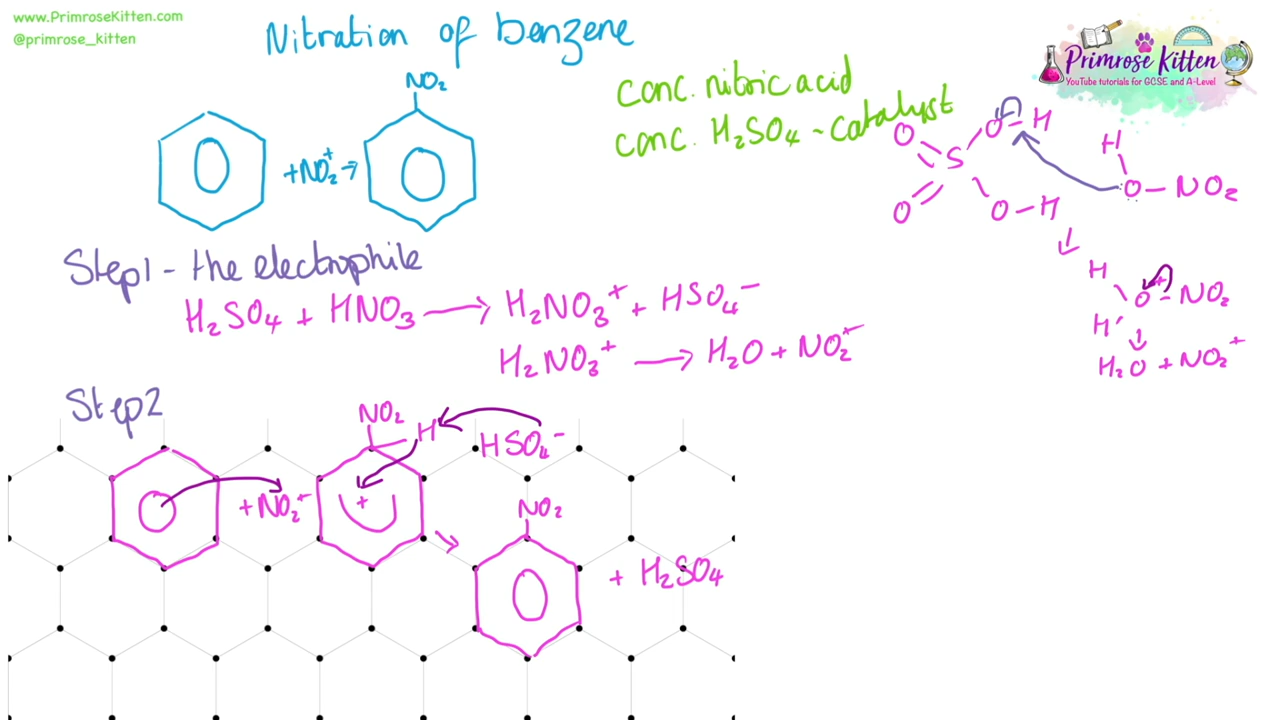 www.PrimroseKitten.com
@primrose_kitten
Nitration of benzene
Primrose Kitten
YouTube tutorials for GCSE and A-Level
conc. nitric acid
conc. H₂SO₄ - catalyst
NO₂
+NO₂⁺ →
O
S
O
O-H
O-H
H
O-NO₂
↓
H
H
O⁺-NO₂
↓
H₂O + NO₂⁺
Step1 - the electrophile
H₂SO₄ + HNO₃ → H₂NO₃⁺ + HSO₄⁻
H₂NO₃⁺ → H₂O + NO₂⁺
Step2
+NO₂⁺
NO₂
H
+
HSO₄⁻
→
NO₂
+ H₂SO₄